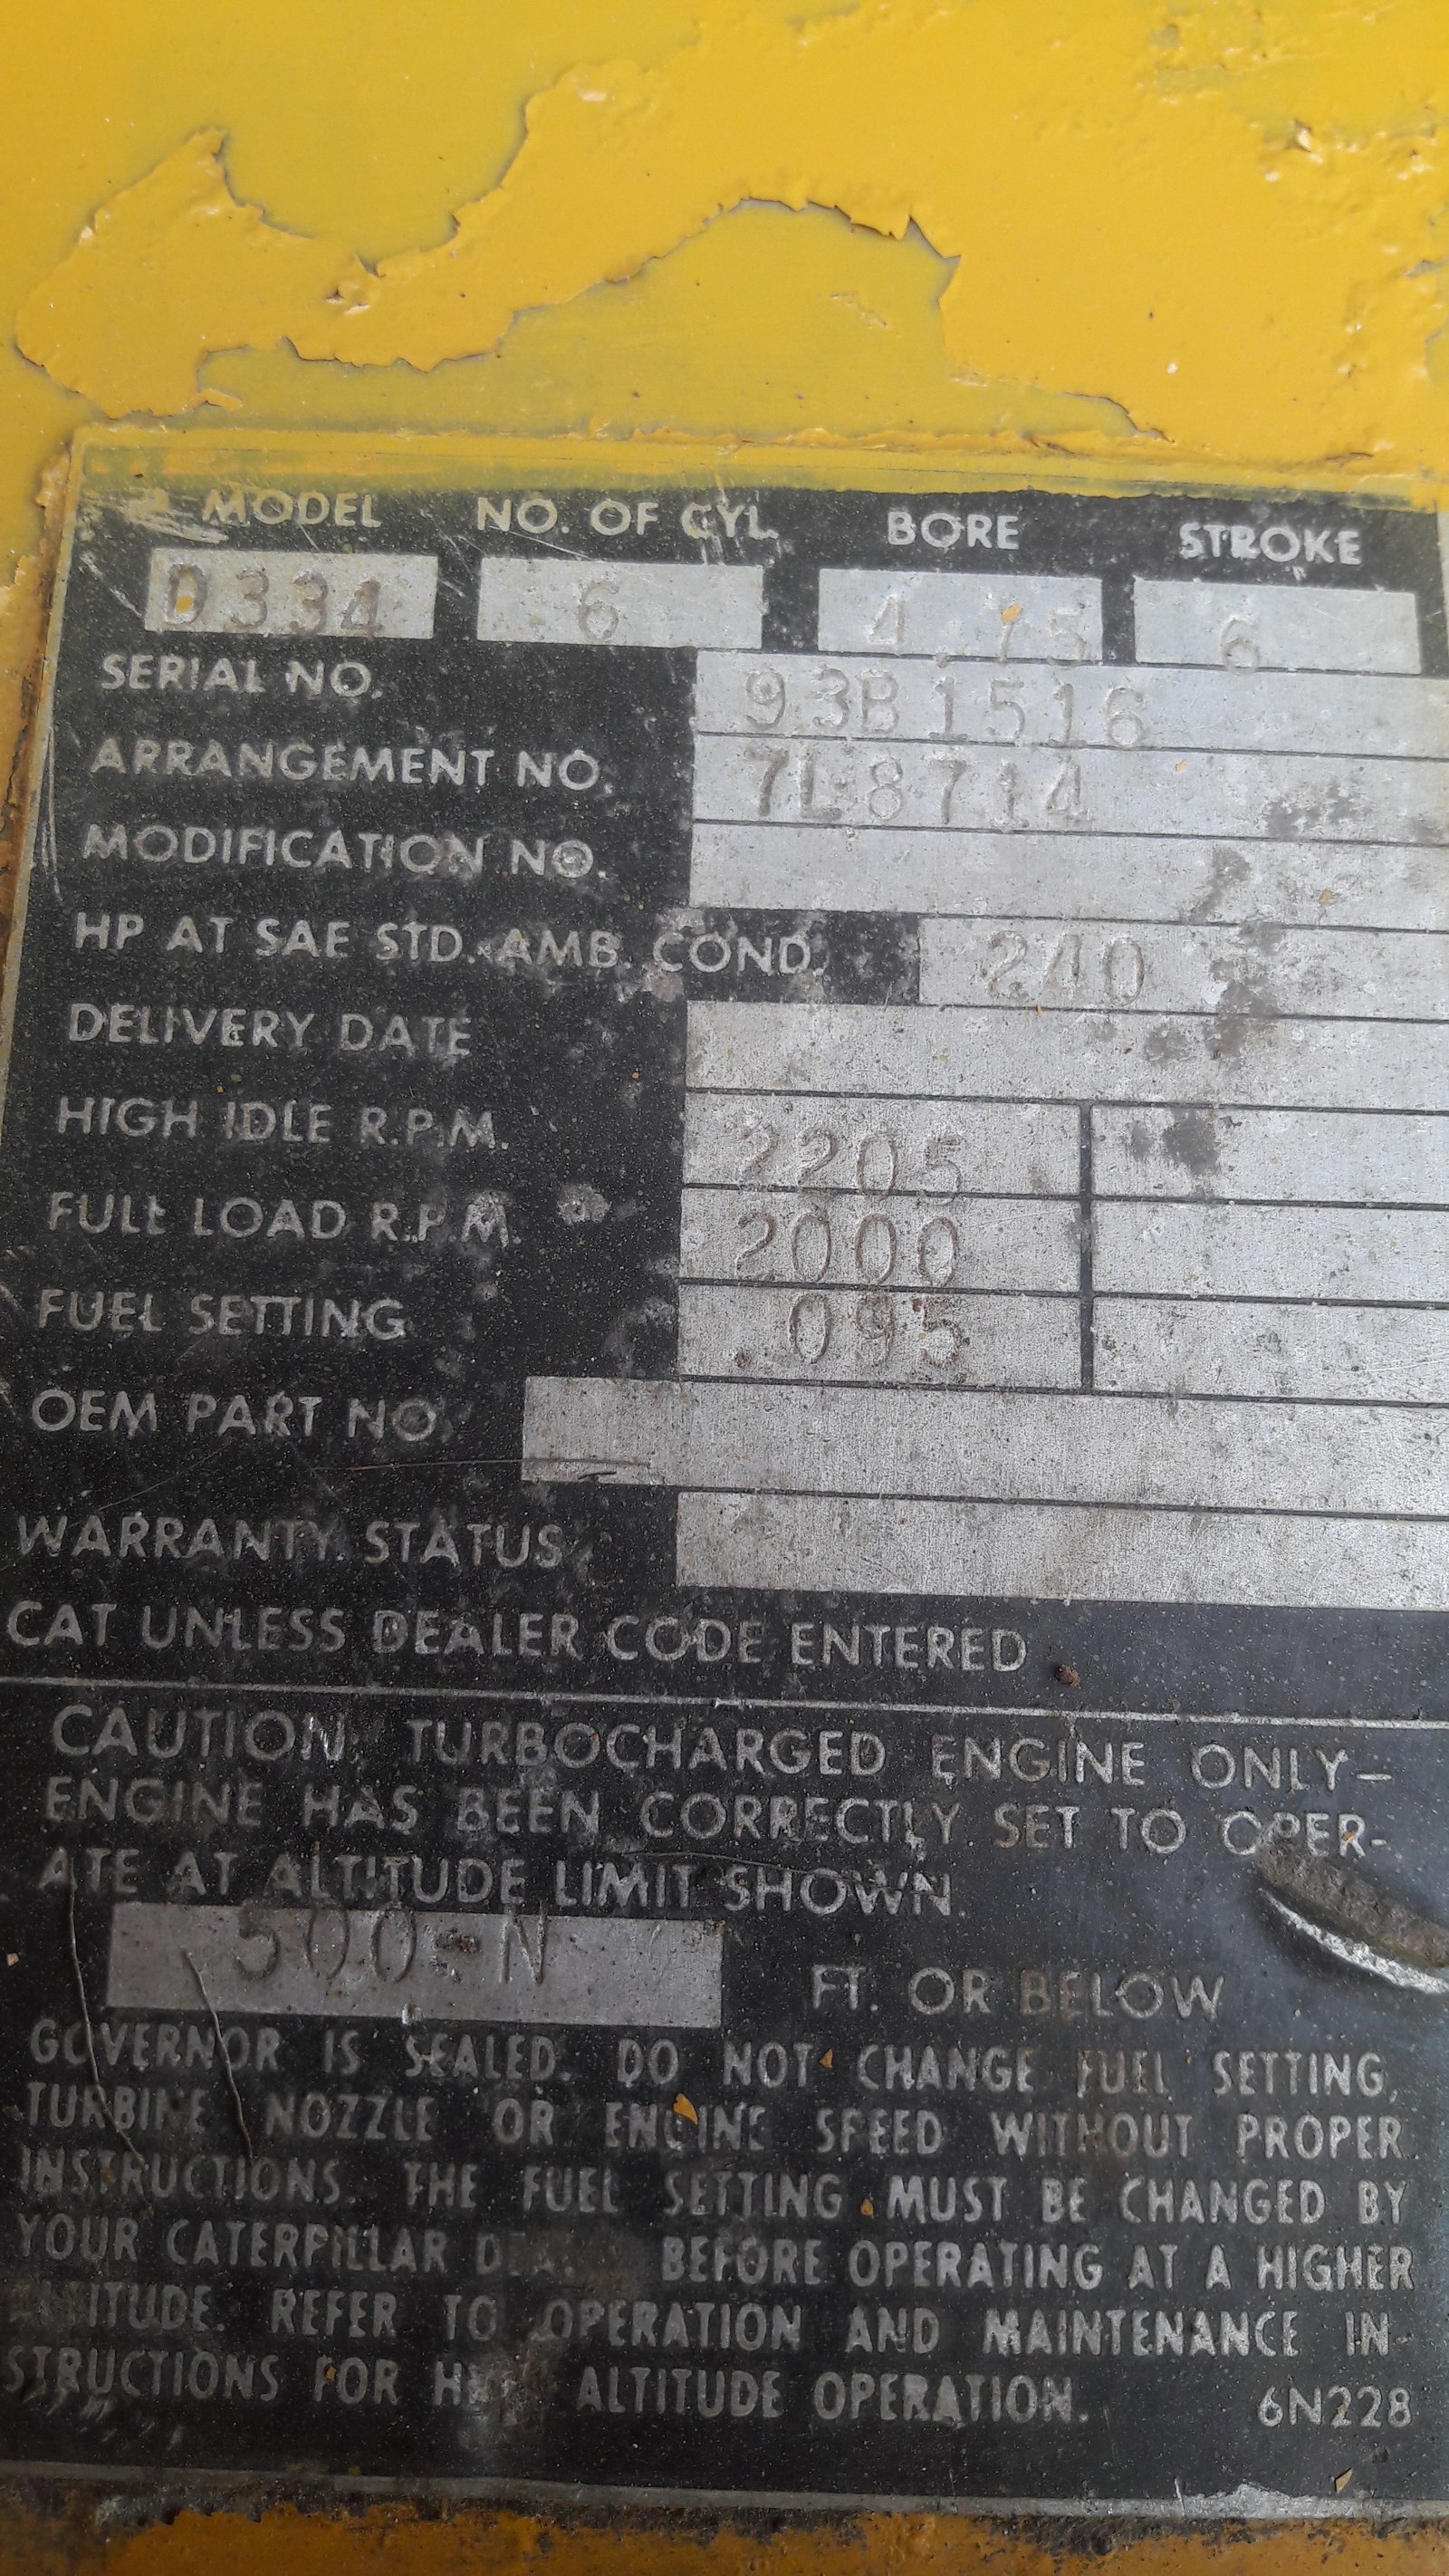 MODEL NO. OF CYL. BORE STROKE
D334 6 4.75 6
SERIAL NO. 93B1516
ARRANGEMENT NO. 7L8714
MODIFICATION NO.
HP AT SAE STD. AMB. COND. 240
DELIVERY DATE
HIGH IDLE R.P.M. 2205
FULL LOAD R.P.M. 2000
FUEL SETTING .095
OEM PART NO.
WARRANTY STATUS
CAT UNLESS DEALER CODE ENTERED
CAUTION. TURBOCHARGED ENGINE ONLY—
ENGINE HAS BEEN CORRECTLY SET TO OPER-
ATE AT ALTITUDE LIMIT SHOWN.
500-N FT. OR BELOW
GOVERNOR IS SEALED. DO NOT CHANGE FUEL SETTING,
TURBINE NOZZLE OR ENGINE SPEED WITHOUT PROPER
INSTRUCTIONS. THE FUEL SETTING MUST BE CHANGED BY
YOUR CATERPILLAR BEFORE OPERATING AT A HIGHER
ALTITUDE. REFER TO OPERATION AND MAINTENANCE IN-
STRUCTIONS FOR ALTITUDE OPERATION. 6N228